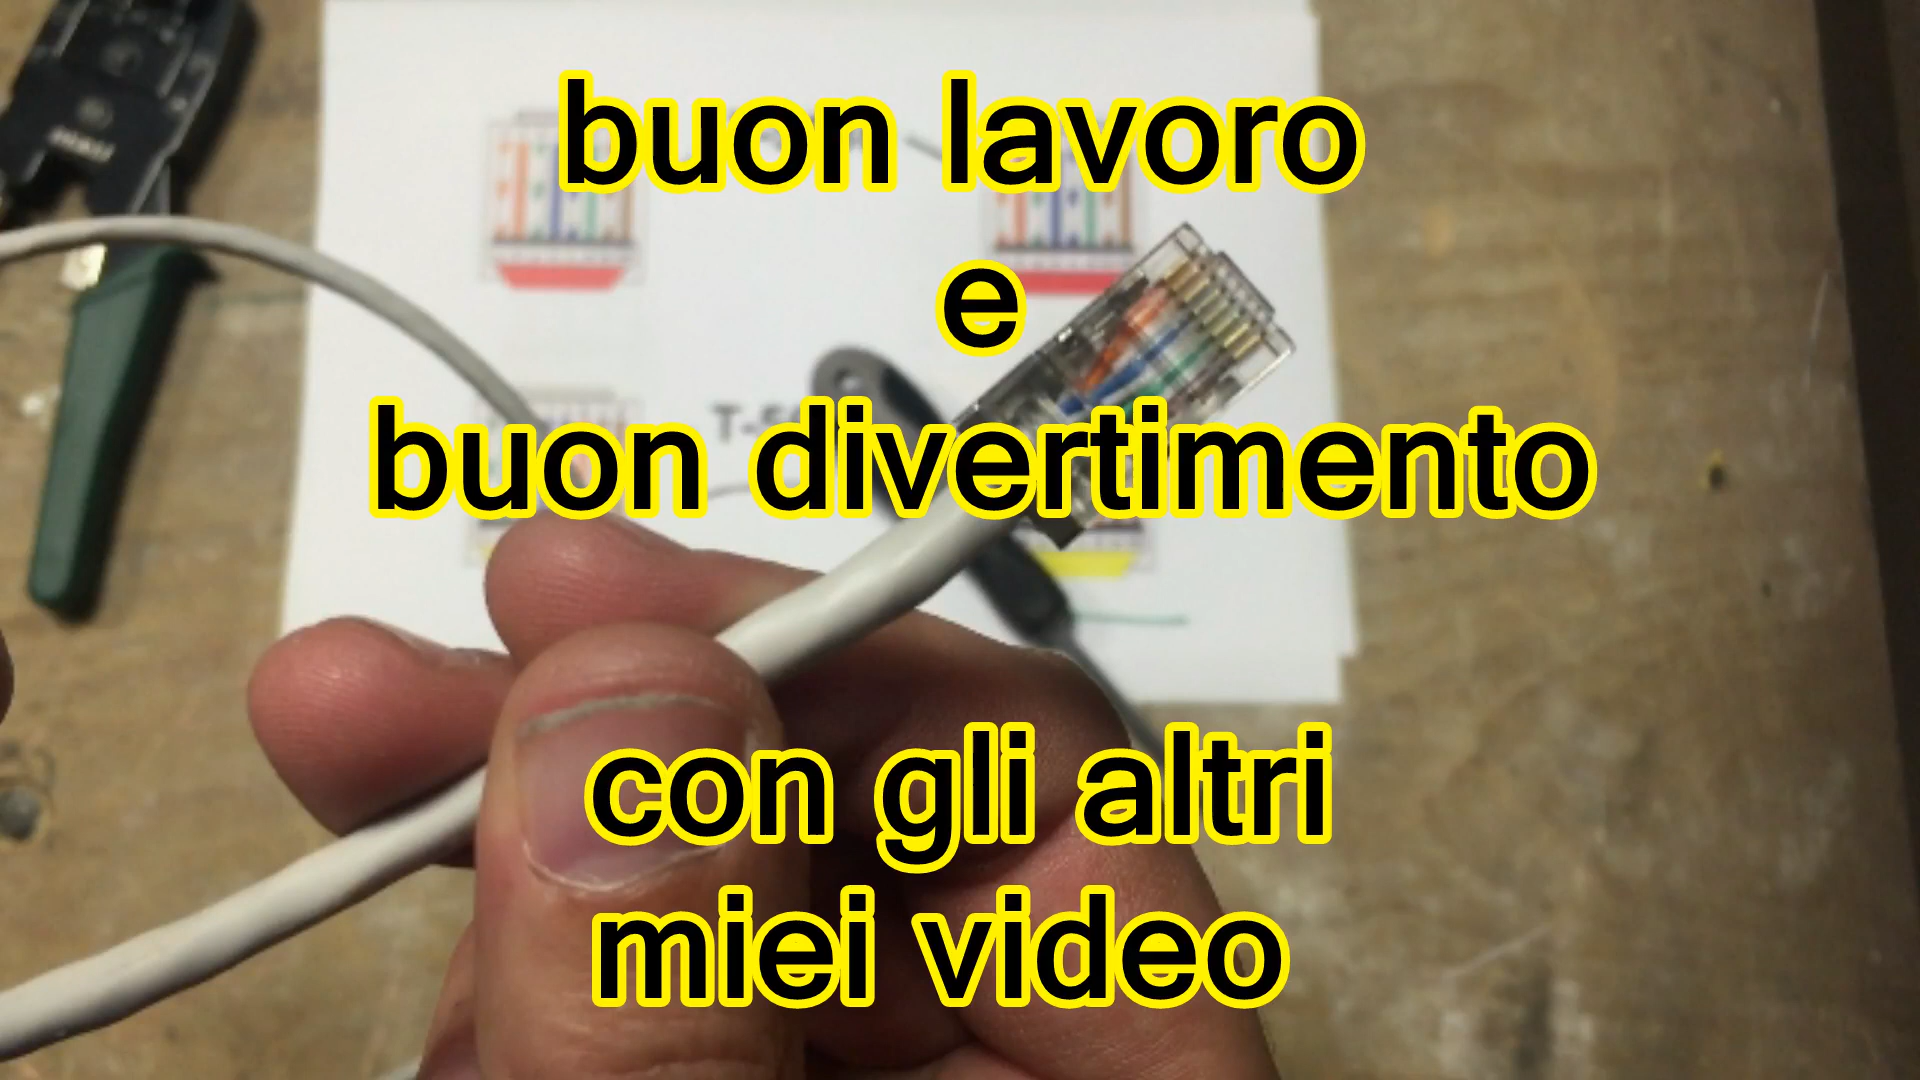 buon lavoro
e
buon divertimento
con gli altri
miei video